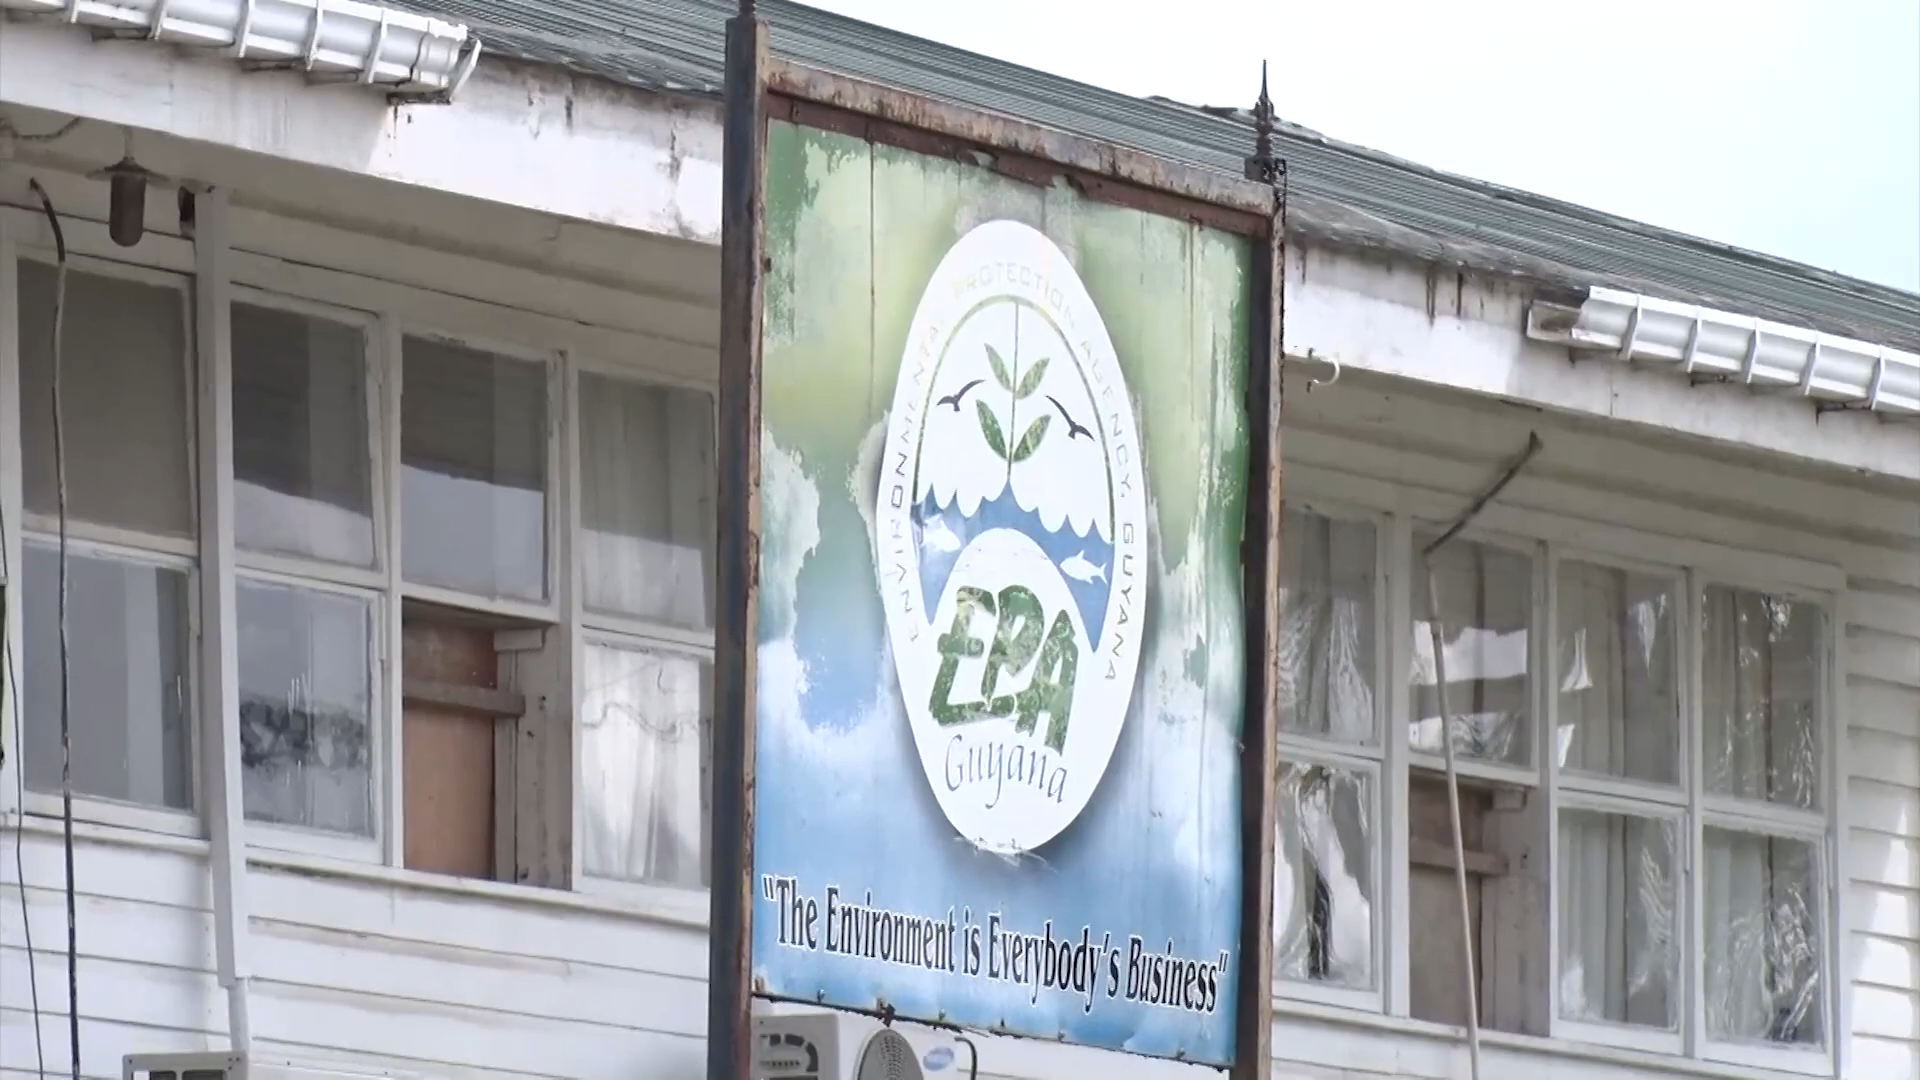 ENVIRONMENTAL PROTECTION AGENCY, GUYANA
EPA
Guyana
"The Environment is Everybody's Business"